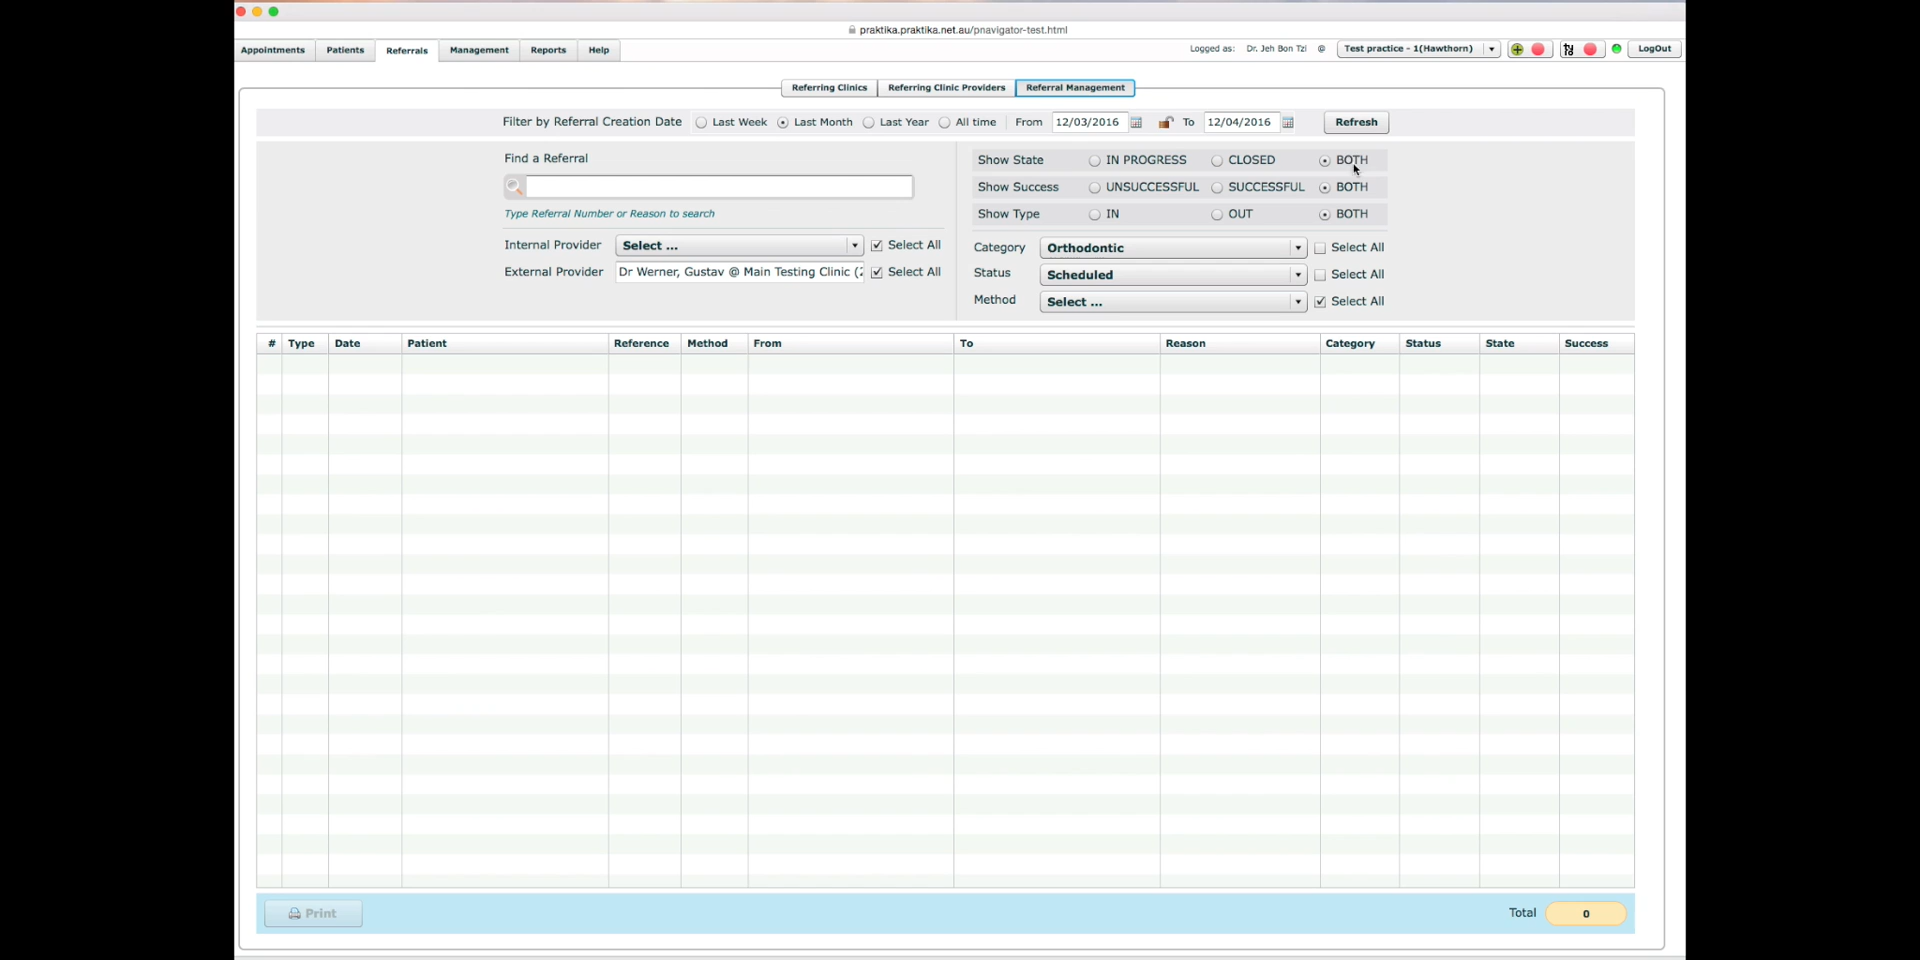 praktika.praktika.net.au/pnavigator-test.html
Appointments Patients Referrals Management Reports Help Logged as: Dr. Jeh Bon Tzi @ Test practice - 1(Hawthorn) LogOut
Referring Clinics Referring Clinic Providers Referral Management
Filter by Referral Creation Date Last Week Last Month Last Year All time From 12/03/2016 To 12/04/2016 Refresh
Find a Referral
Type Referral Number or Reason to search
Internal Provider Select ... Select All
External Provider Dr Werner, Gustav @ Main Testing Clinic ( Select All
Show State IN PROGRESS CLOSED BOTH
Show Success UNSUCCESSFUL SUCCESSFUL BOTH
Show Type IN OUT BOTH
Category Orthodontic Select All
Status Scheduled Select All
Method Select ... Select All
# Type Date Patient Reference Method From To Reason Category Status State Success
Print Total 0